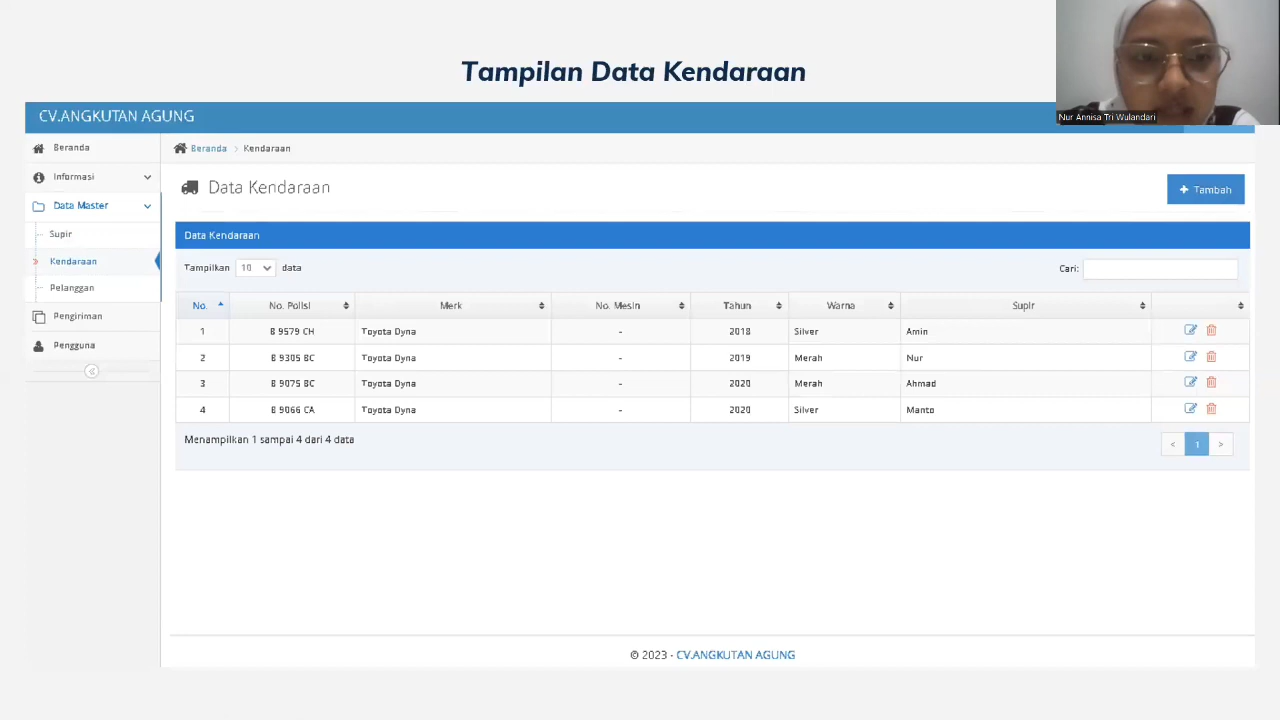 Tampilan Data Kendaraan
Nur Annisa Tri Wulandari
CV.ANGKUTAN AGUNG
Beranda
Informasi
Data Master
Supir
Kendaraan
Pelanggan
Pengiriman
Pengguna
Beranda > Kendaraan
Data Kendaraan
+ Tambah
Data Kendaraan
Tampilkan 10 data
Cari:
No. No. Polisi Merk No. Mesin Tahun Warna Supir
1 B 9579 CH Toyota Dyna - 2018 Silver Amin
2 B 9305 BC Toyota Dyna - 2019 Merah Nur
3 B 9075 BC Toyota Dyna - 2020 Merah Ahmad
4 B 9066 CA Toyota Dyna - 2020 Silver Manto
Menampilkan 1 sampai 4 dari 4 data
< 1 >
© 2023 - CV.ANGKUTAN AGUNG